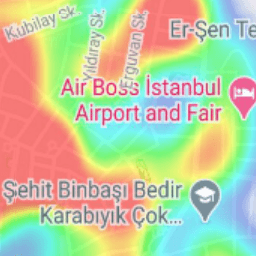 Kubilay Sk.
Yıldıray Sk.
Erguvan Sk.
Er-Şen Te
Air Boss İstanbul
Airport and Fair
Şehit Binbaşı Bedir
Karabıyık Çok...